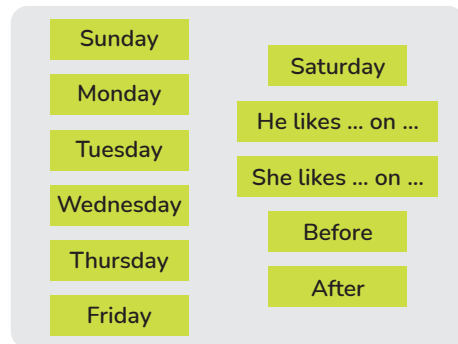 Sunday
Monday
Tuesday
Wednesday
Thursday
Friday
Saturday
He likes ... on ...
She likes ... on ...
Before
After